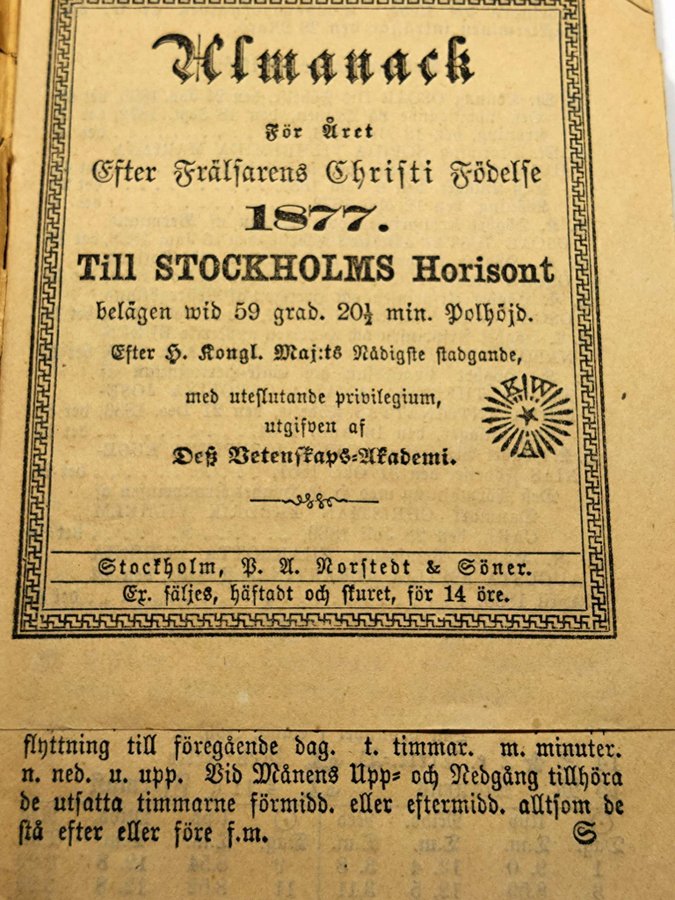 Almanack
För Året
Efter Frälsarens Christi Födelse
1877.
Till STOCKHOLMS Horisont
belägen wid 59 grad. 20½ min. Polhöjd.
Efter H. Kongl. Maj:ts Nådigste stadgande,
med uteslutande privilegium,
utgifven af
Deß Vetenskaps-Akademi.
K W A
Stockholm, P. A. Norstedt & Söner.
Ex. säljes, häftadt och skuret, för 14 öre.
flyttning till föregående dag. t. timmar. m. minuter.
n. ned. u. upp. Vid Månens Upp- och Nedgång tillhöra
de utsatta timmarne förmidd. eller eftermidd. alltsom de
stå efter eller före f.m. S